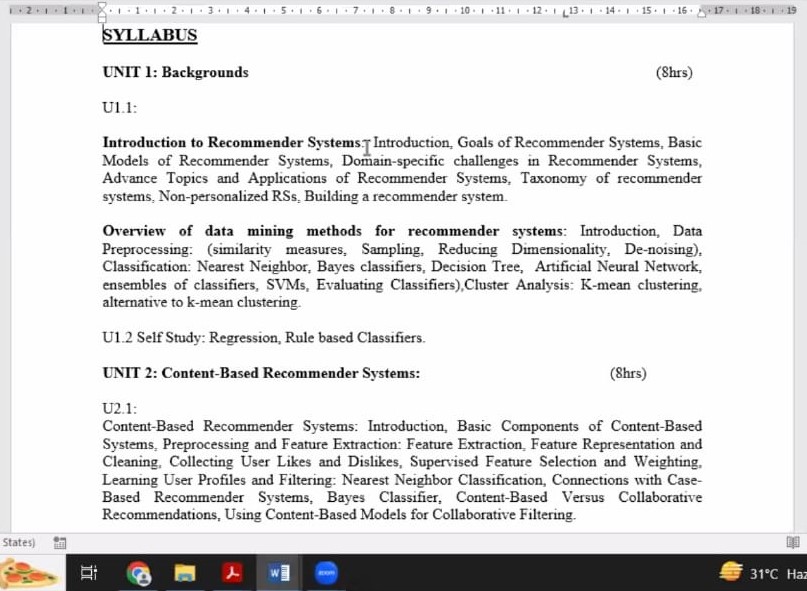 2 1 1 2 3 4 5 6 7 8 9 10 11 12 13 14 15 16 17 18 19
SYLLABUS
UNIT 1: Backgrounds (8hrs)
U1.1:
Introduction to Recommender Systems: Introduction, Goals of Recommender Systems, Basic
Models of Recommender Systems, Domain-specific challenges in Recommender Systems,
Advance Topics and Applications of Recommender Systems, Taxonomy of recommender
systems, Non-personalized RSs, Building a recommender system.
Overview of data mining methods for recommender systems: Introduction, Data
Preprocessing: (similarity measures, Sampling, Reducing Dimensionality, De-noising),
Classification: Nearest Neighbor, Bayes classifiers, Decision Tree, Artificial Neural Network,
ensembles of classifiers, SVMs, Evaluating Classifiers),Cluster Analysis: K-mean clustering,
alternative to k-mean clustering.
U1.2 Self Study: Regression, Rule based Classifiers.
UNIT 2: Content-Based Recommender Systems: (8hrs)
U2.1:
Content-Based Recommender Systems: Introduction, Basic Components of Content-Based
Systems, Preprocessing and Feature Extraction: Feature Extraction, Feature Representation and
Cleaning, Collecting User Likes and Dislikes, Supervised Feature Selection and Weighting,
Learning User Profiles and Filtering: Nearest Neighbor Classification, Connections with Case-
Based Recommender Systems, Bayes Classifier, Content-Based Versus Collaborative
Recommendations, Using Content-Based Models for Collaborative Filtering.
States)
zoom
31°C Haz